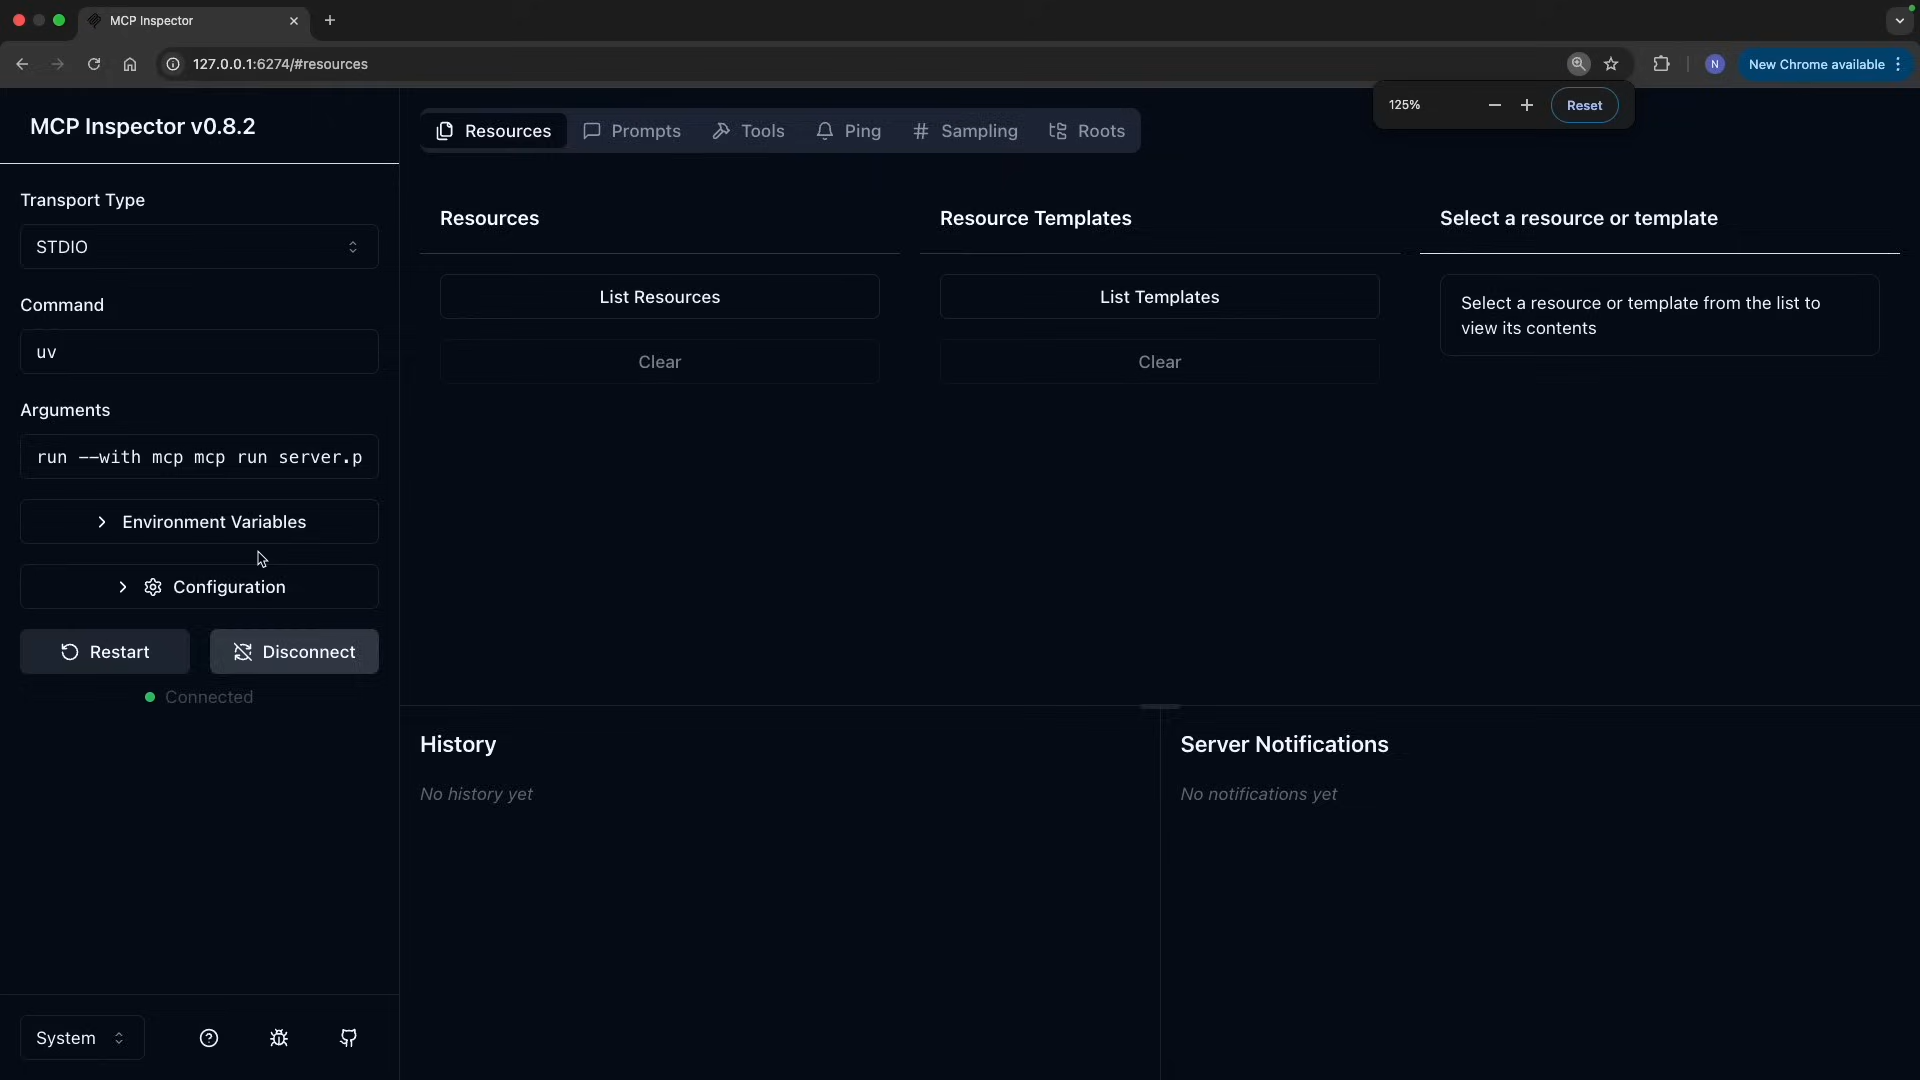 MCP Inspector
127.0.0.1:6274/#resources
N
New Chrome available
125%
Reset
MCP Inspector v0.8.2
Transport Type
STDIO
Command
uv
Arguments
run --with mcp mcp run server.p
Environment Variables
Configuration
Restart
Disconnect
Connected
System
Resources
Prompts
Tools
Ping
Sampling
Roots
Resources
List Resources
Clear
Resource Templates
List Templates
Clear
Select a resource or template
Select a resource or template from the list to
view its contents
History
No history yet
Server Notifications
No notifications yet